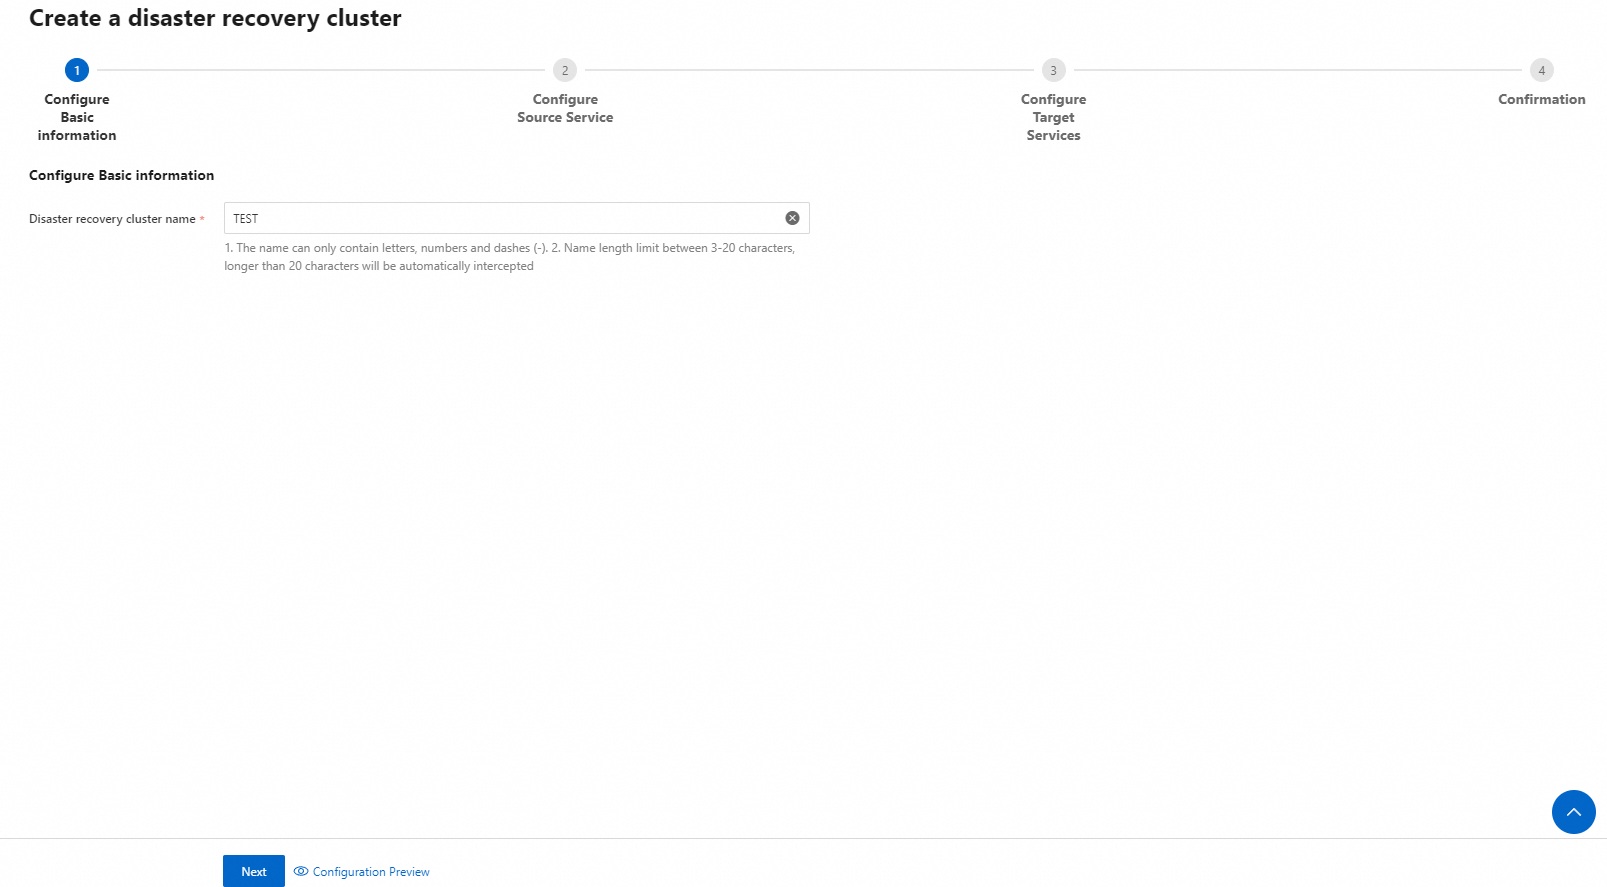 Create a disaster recovery cluster
1
2
3
4
Configure
Basic
information
Configure
Source Service
Configure
Target
Services
Confirmation
Configure Basic information
Disaster recovery cluster name *
TEST
1. The name can only contain letters, numbers and dashes (-). 2. Name length limit between 3-20 characters,
longer than 20 characters will be automatically intercepted
Next
Configuration Preview